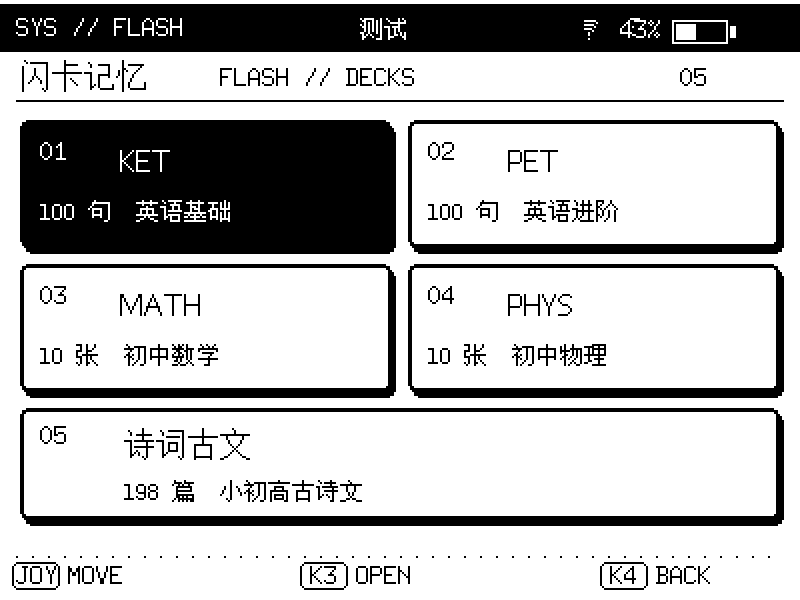 SYS // FLASH 测试 43%
闪卡记忆 FLASH // DECKS 05
01 KET
100 句 英语基础
02 PET
100 句 英语进阶
03 MATH
10 张 初中数学
04 PHYS
10 张 初中物理
05 诗词古文
198 篇 小初高古诗文
JOY MOVE K3 OPEN K4 BACK